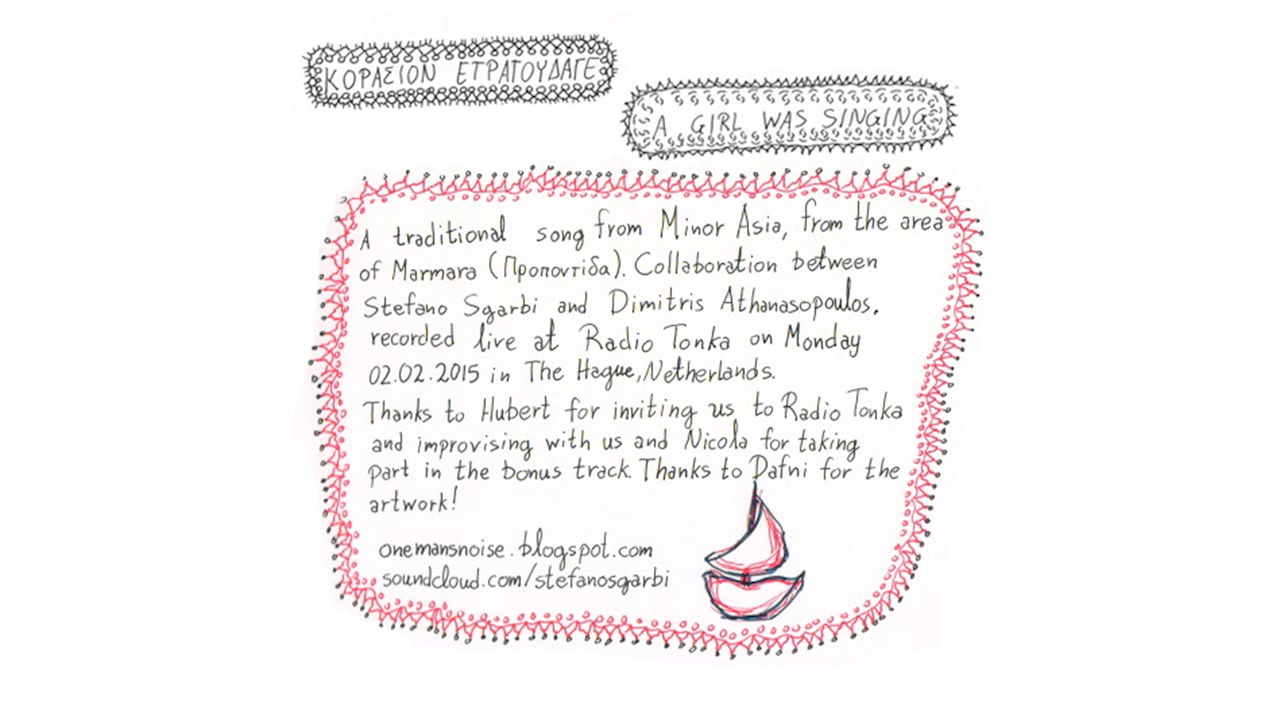 ΚΟΡΑΣΙΟΝ ΕΤΡΑΓΟΥΔΑΓΕ
A GIRL WAS SINGING
A traditional song from Minor Asia, from the area
of Marmara (Προποντίδα). Collaboration between
Stefano Sgarbi and Dimitris Athanasopoulos,
recorded live at Radio Tonka on Monday
02.02.2015 in The Hague, Netherlands.
Thanks to Hubert for inviting us to Radio Tonka
and improvising with us and Nicola for taking
part in the bonus track. Thanks to Dafni for the
artwork!
onemansnoise.blogspot.com
soundcloud.com/stefanosgarbi